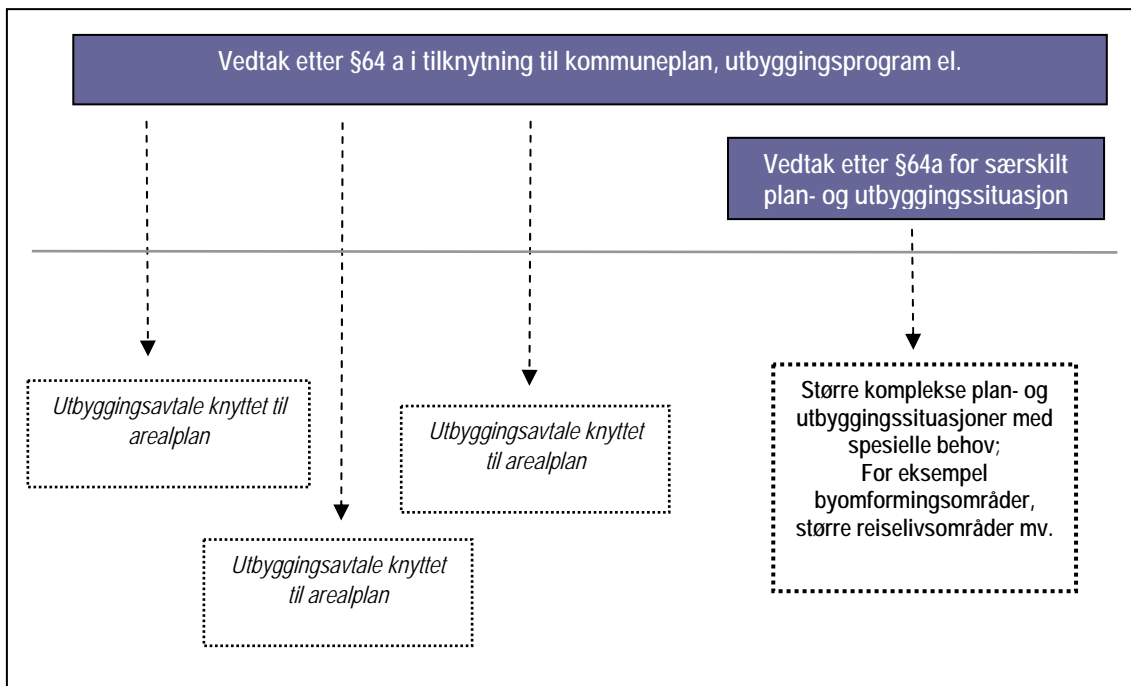 Vedtak etter §64 a i tilknytning til kommuneplan, utbyggingsprogram el.
Vedtak etter §64a for særskilt
plan- og utbyggingssituasjon
Utbyggingsavtale knyttet til
arealplan
Utbyggingsavtale knyttet
til arealplan
Utbyggingsavtale knyttet
til arealplan
Større komplekse plan- og
utbyggingssituasjoner med
spesielle behov;
For eksempel
byomformingsområder,
større reiselivsområder mv.